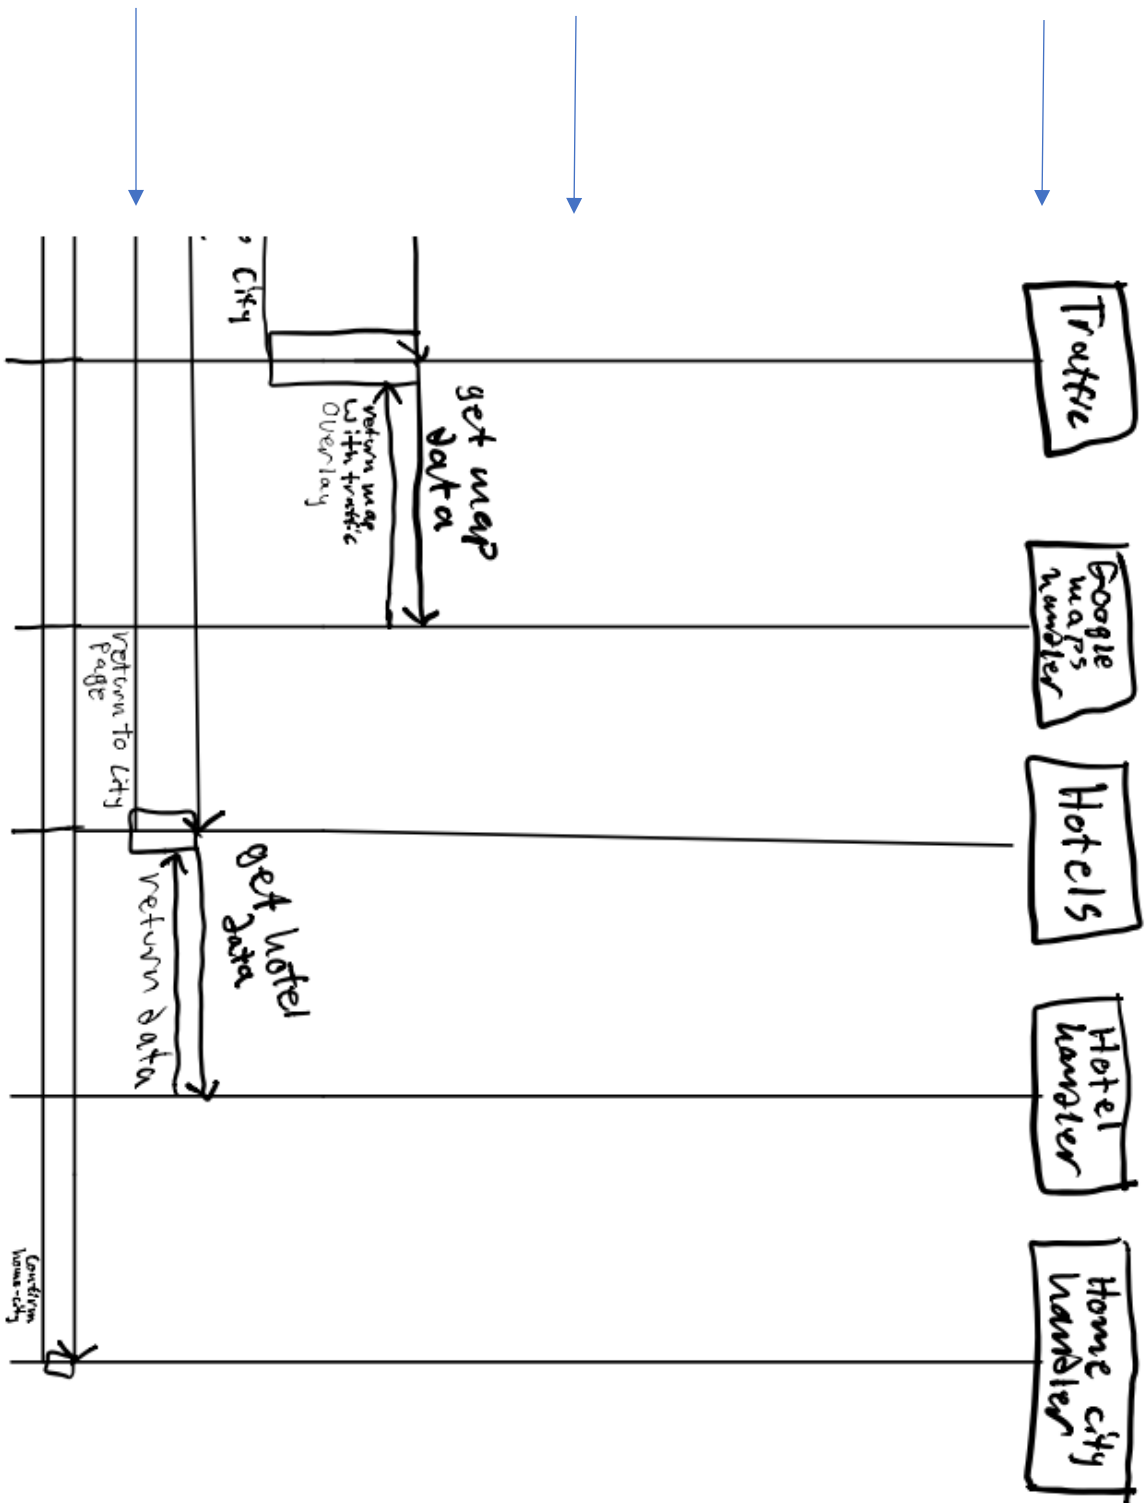 Traffic
Google
maps
handler
Hotels
Hotel
handler
Home city
handler
get map
data
return map
with traffic
overlay
city
get hotel
data
return data
return to city
page
Confirm
home-city